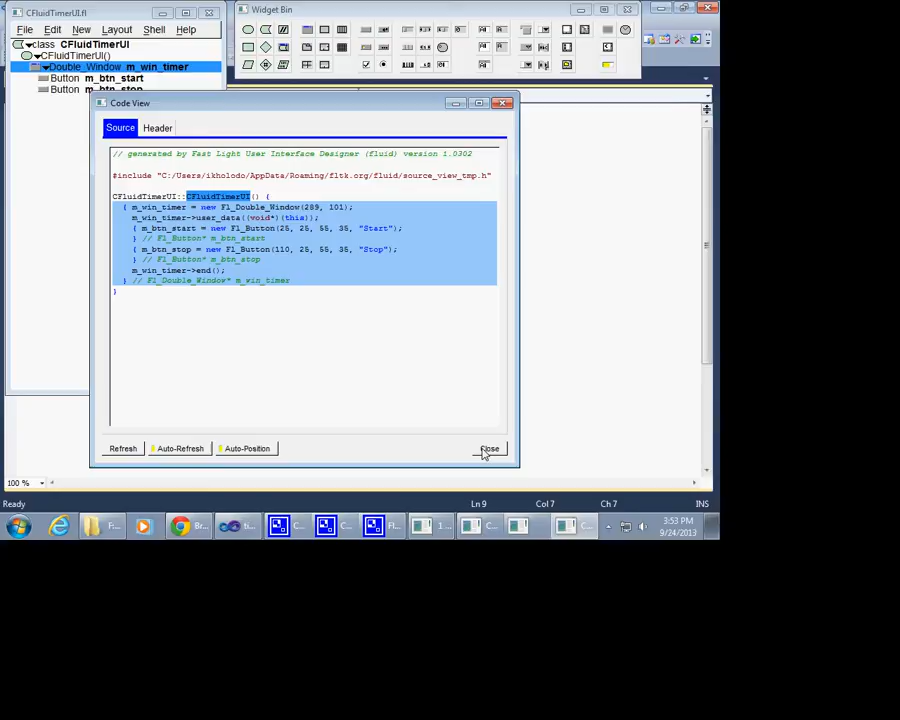 CFluidTimerUI.fl
File Edit New Layout Shell Help
class CFluidTimerUI
CFluidTimerUI()
Double_Window m_win_timer
Button m_btn_start
Button m_btn_stop
Widget Bin
Code View
Source Header
// generated by Fast Light User Interface Designer (fluid) version 1.0302
#include "C:/Users/ikholodo/AppData/Roaming/fltk.org/fluid/source_view_tmp.h"
CFluidTimerUI::CFluidTimerUI() {
{ m_win_timer = new Fl_Double_Window(289, 101);
m_win_timer->user_data((void*)(this));
{ m_btn_start = new Fl_Button(25, 25, 55, 35, "Start");
} // Fl_Button* m_btn_start
{ m_btn_stop = new Fl_Button(110, 25, 55, 35, "Stop");
} // Fl_Button* m_btn_stop
m_win_timer->end();
} // Fl_Double_Window* m_win_timer
}
Refresh Auto-Refresh Auto-Position Close
100 %
Ready Ln 9 Col 7 Ch 7 INS
F... Br... ti... C... C... Fl... 1... C... C...
3:53 PM
9/24/2013